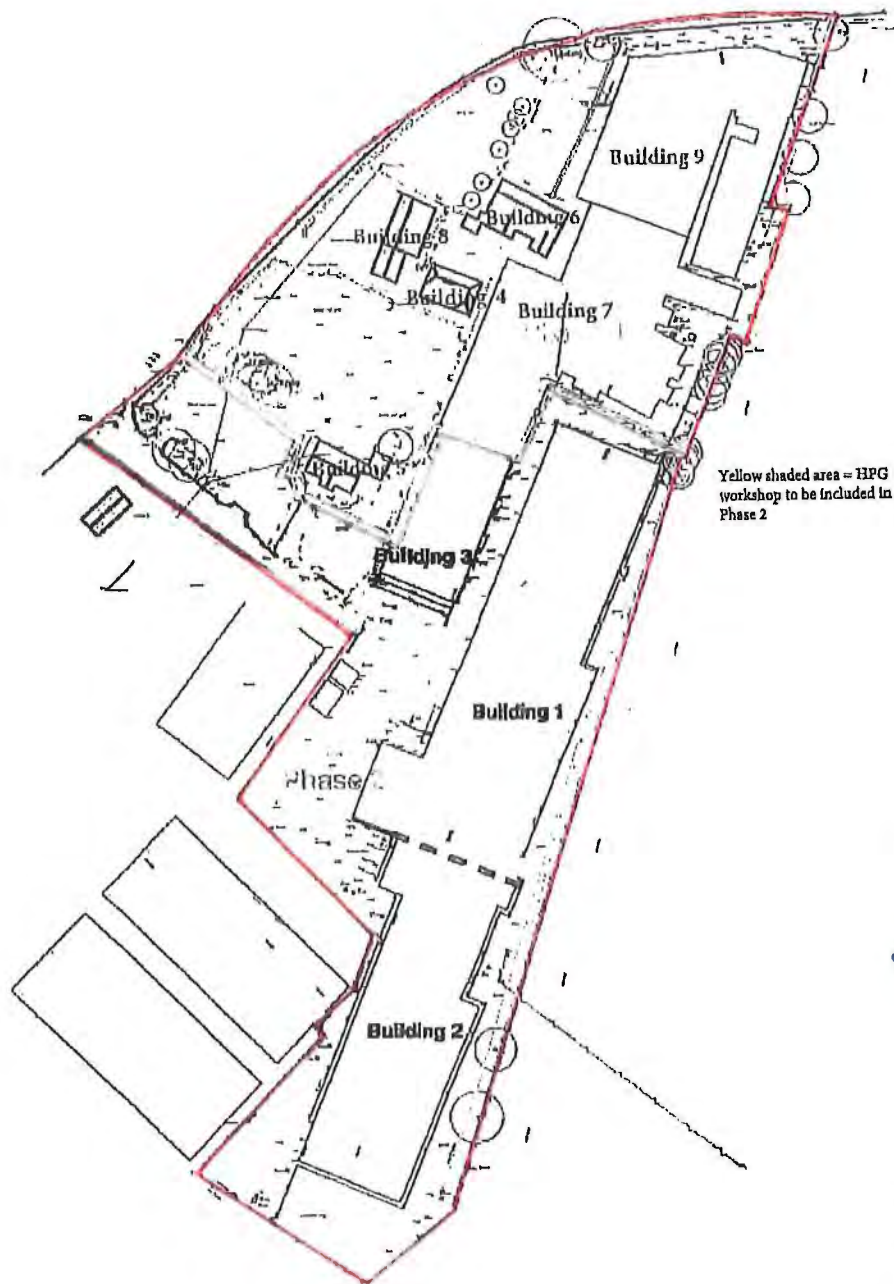 Building 9
Building 6
Building 8
Building 4
Building 7
Building
Yellow shaded area = HPG
workshop to be included in
Phase 2
Building 3
Building 1
Phase
Building 2